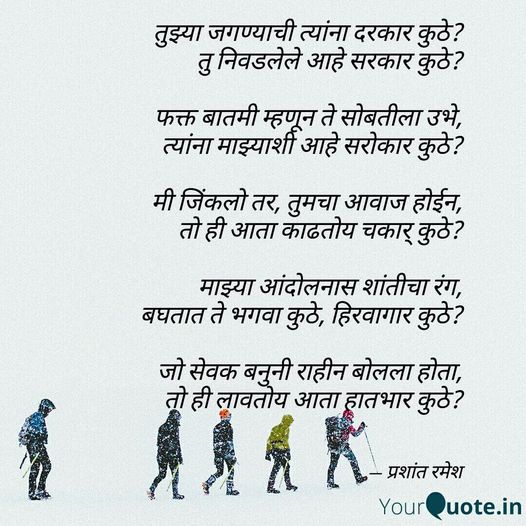 तुझ्या जगण्याची त्यांना दरकार कुठे?
तु निवडलेले आहे सरकार कुठे?
फक्त बातमी म्हणून ते सोबतीला उभे,
त्यांना माझ्याशी आहे सरोकार कुठे?
मी जिंकलो तर, तुमचा आवाज होईन,
तो ही आता काढतोय चकार् कुठे?
माझ्या आंदोलनास शांतीचा रंग,
बघतात ते भगवा कुठे, हिरवागार कुठे?
जो सेवक बनुनी राहीन बोलला होता,
तो ही लावतोय आता हातभार कुठे?
– प्रशांत रमेश
YourQuote.in